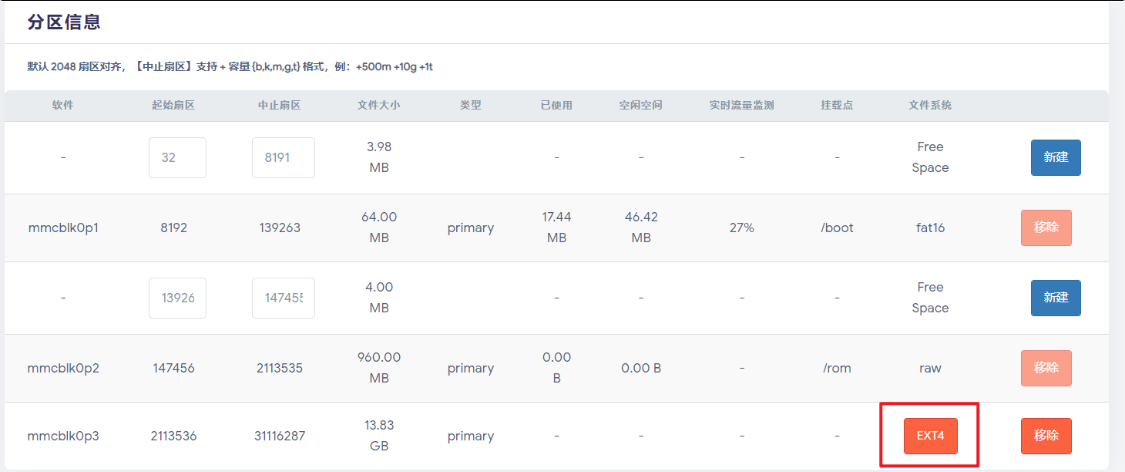 分区信息
默认 2048 扇区对齐，【中止扇区】支持 + 容量 {b,k,m,g,t} 格式，例：+500m +10g +1t
软件 起始扇区 中止扇区 文件大小 类型 已使用 空闲空间 实时流量监测 挂载点 文件系统
- 32 8191 3.98 MB - - - - Free Space 新建
mmcblk0p1 8192 139263 64.00 MB primary 17.44 MB 46.42 MB 27% /boot fat16 移除
- 13926 147455 4.00 MB - - - - Free Space 新建
mmcblk0p2 147456 2113535 960.00 MB primary 0.00 B 0.00 B - /rom raw 移除
mmcblk0p3 2113536 31116287 13.83 GB primary - - - - EXT4 移除